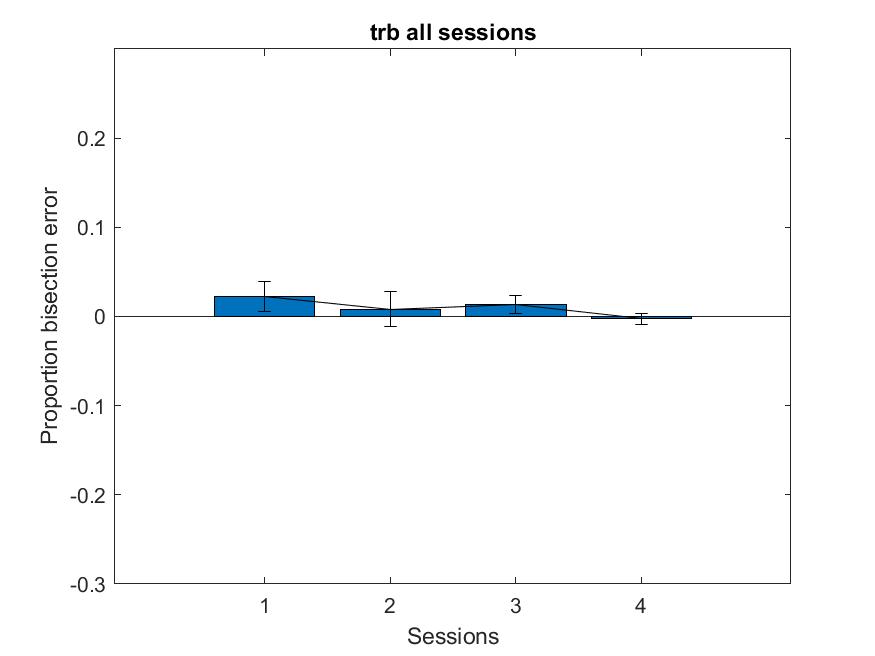 trb all sessions
Proportion bisection error
0.2
0.1
0
-0.1
-0.2
-0.3
1 2 3 4
Sessions